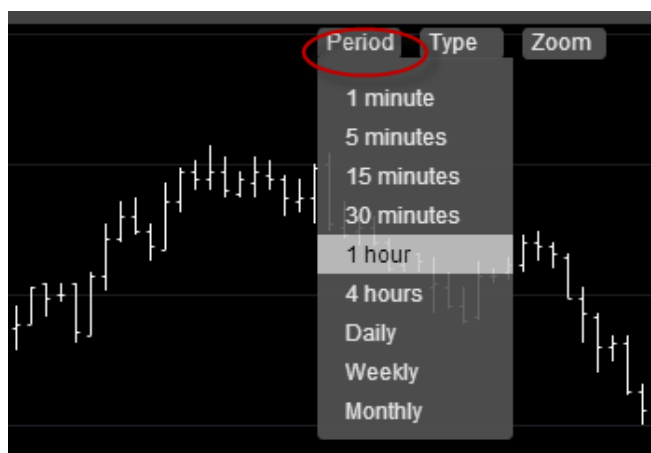 Period Type Zoom
1 minute
5 minutes
15 minutes
30 minutes
1 hour
4 hours
Daily
Weekly
Monthly